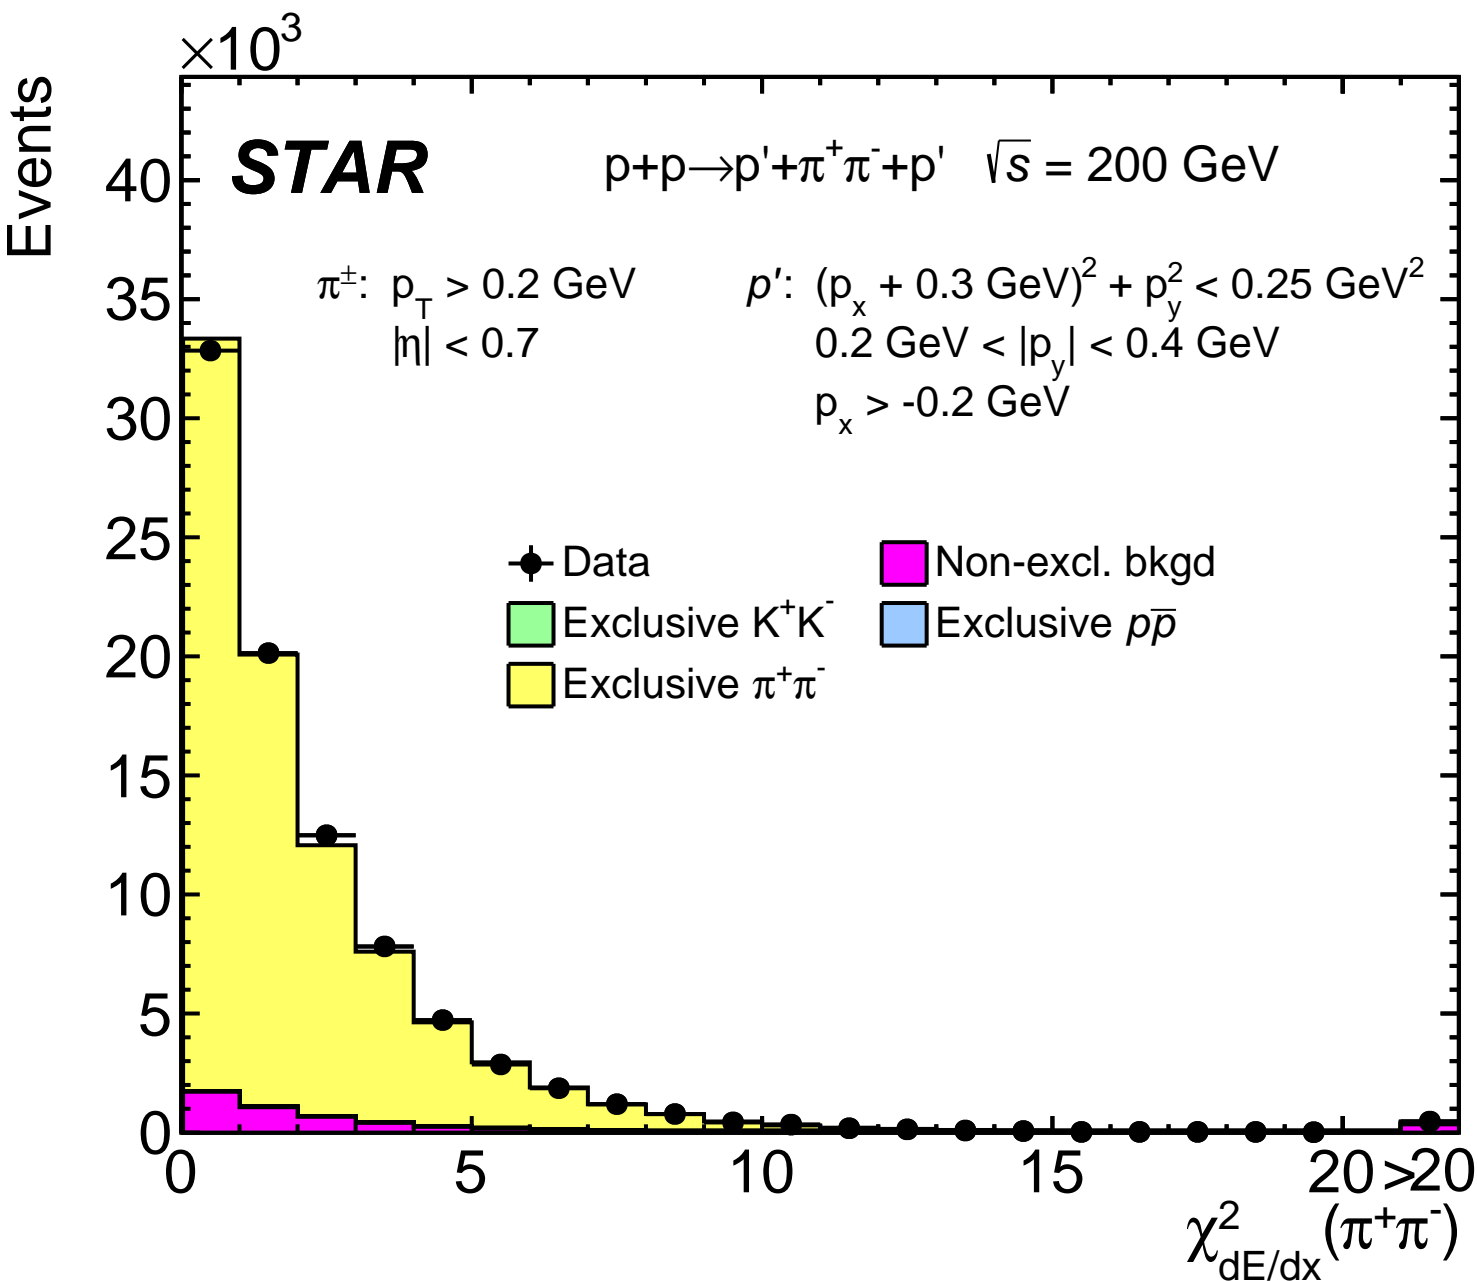 ×10³
Events
STAR
p+p→p'+π⁺π⁻+p' √s = 200 GeV
π±: p_T > 0.2 GeV
|η| < 0.7
p′: (p_x + 0.3 GeV)² + p_y² < 0.25 GeV²
0.2 GeV < |p_y| < 0.4 GeV
p_x > -0.2 GeV
Data
Exclusive K⁺K⁻
Exclusive π⁺π⁻
Non-excl. bkgd
Exclusive pp̅
40
35
30
25
20
15
10
5
0
0 5 10 15 20 >20
χ²_dE/dx(π⁺π⁻)